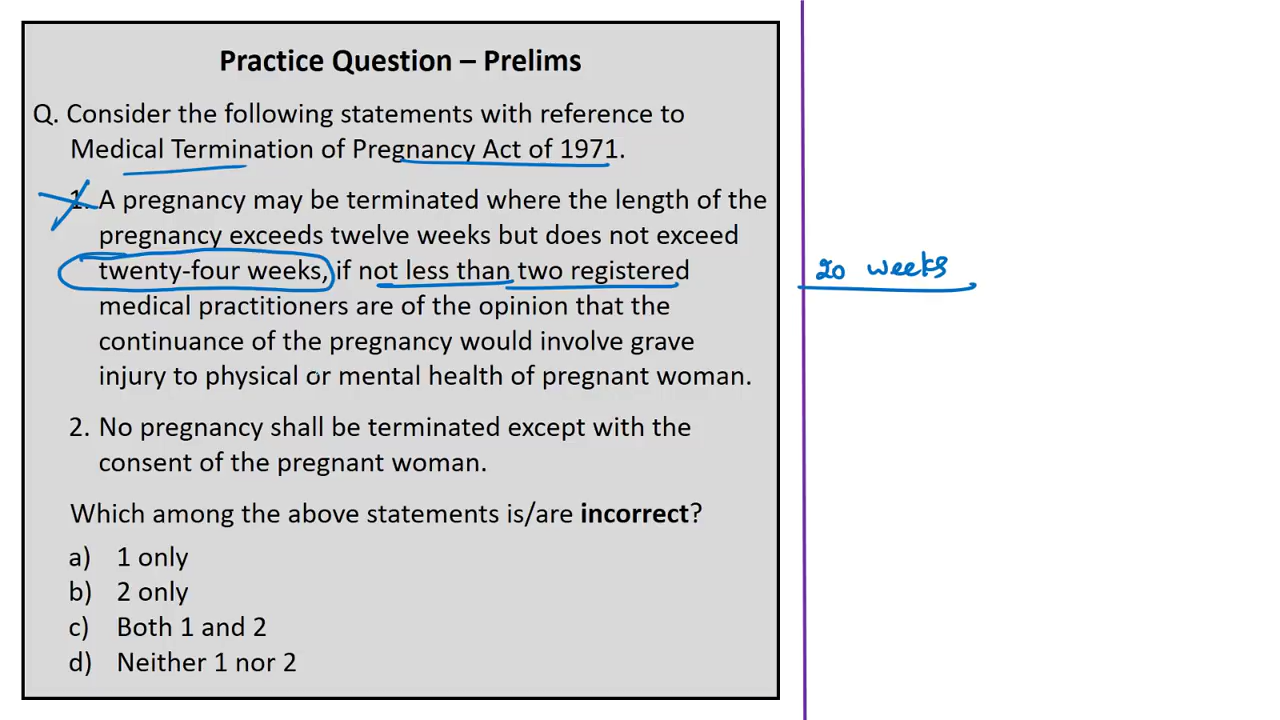 Practice Question – Prelims
Q. Consider the following statements with reference to
Medical Termination of Pregnancy Act of 1971.
1. A pregnancy may be terminated where the length of the
pregnancy exceeds twelve weeks but does not exceed
twenty-four weeks, if not less than two registered
medical practitioners are of the opinion that the
continuance of the pregnancy would involve grave
injury to physical or mental health of pregnant woman.
2. No pregnancy shall be terminated except with the
consent of the pregnant woman.
Which among the above statements is/are incorrect?
a) 1 only
b) 2 only
c) Both 1 and 2
d) Neither 1 nor 2
20 weeks